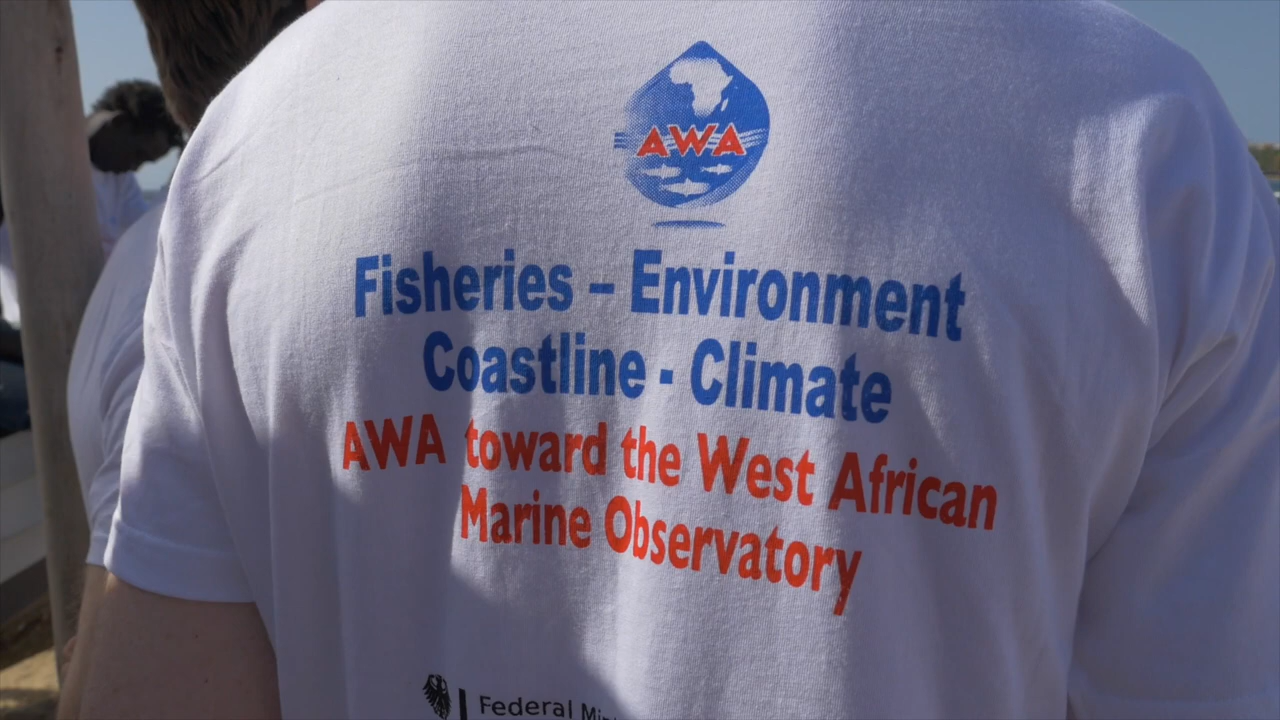 AWA
Fisheries – Environment
Coastline - Climate
AWA toward the West African
Marine Observatory
Federal